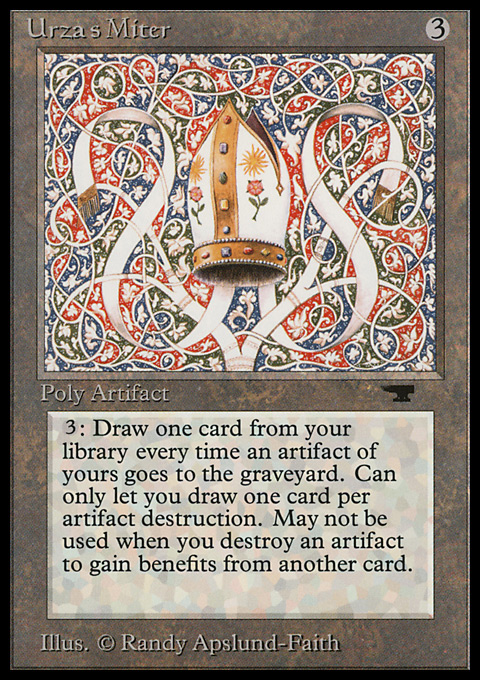 Urza's Miter 3
Poly Artifact
3: Draw one card from your
library every time an artifact of
yours goes to the graveyard. Can
only let you draw one card per
artifact destruction. May not be
used when you destroy an artifact
to gain benefits from another card.
Illus. © Randy Apslund-Faith